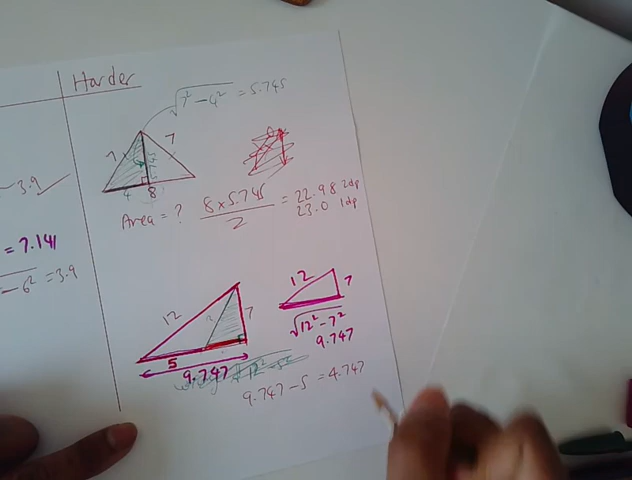 Harder
√7² - 4² = 5.745
7
7
4
8
- 3.9 ✓
Area = ? 8 x 5.745 / 2 = 22.98 2dp
23.0 1dp
= 7.141
- 6² = 3.9
12
7
5
9.747
12
7
√12² - 7²
9.747
9.747 - 5 = 4.747